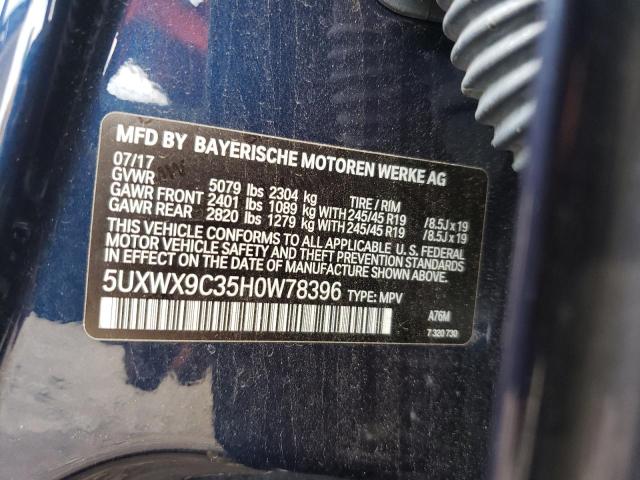 MFD BY BAYERISCHE MOTOREN WERKE AG
07/17
GVWR 5079 lbs 2304 kg TIRE / RIM
GAWR FRONT 2401 lbs 1089 kg WITH 245/45 R19 /8.5J x 19
GAWR REAR 2820 lbs 1279 kg WITH 245/45 R19 /8.5J x 19
THIS VEHICLE CONFORMS TO ALL APPLICABLE U. S. FEDERAL
MOTOR VEHICLE SAFETY AND THEFT PREVENTION STANDARDS
IN EFFECT ON THE DATE OF MANUFACTURE SHOWN ABOVE.
5UXWX9C35H0W78396 TYPE: MPV
A76M
7 320 730